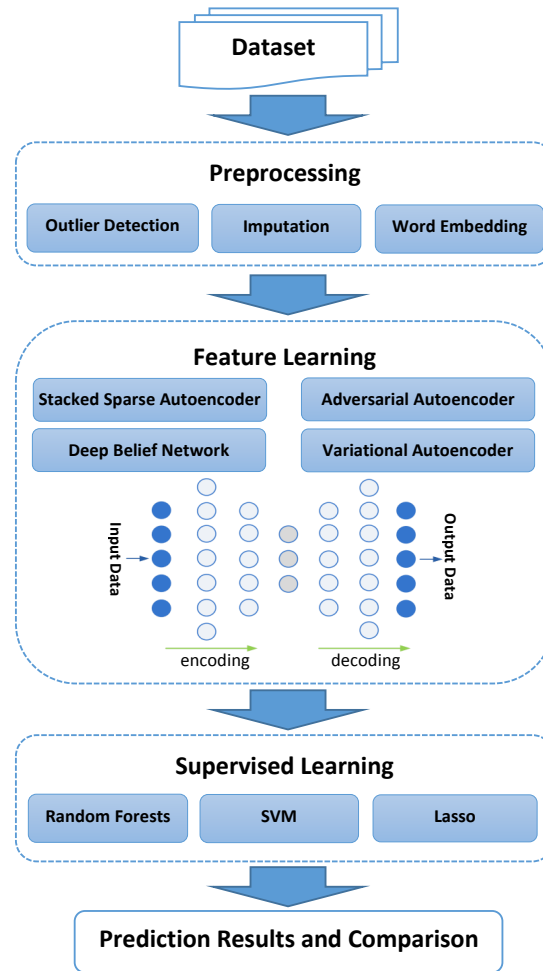 Dataset
Preprocessing
Outlier Detection
Imputation
Word Embedding
Feature Learning
Stacked Sparse Autoencoder
Adversarial Autoencoder
Deep Belief Network
Variational Autoencoder
Input Data
Output Data
encoding
decoding
Supervised Learning
Random Forests
SVM
Lasso
Prediction Results and Comparison